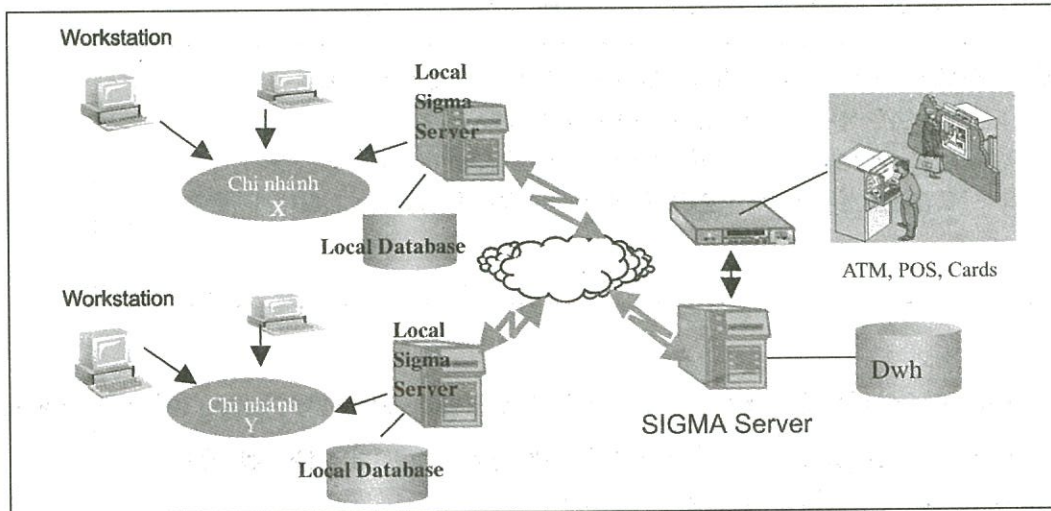 Workstation
Local
Sigma
Server
Chi nhánh
X
Local Database
ATM, POS, Cards
Workstation
Local
Sigma
Server
Chi nhánh
Y
Local Database
Dwh
SIGMA Server